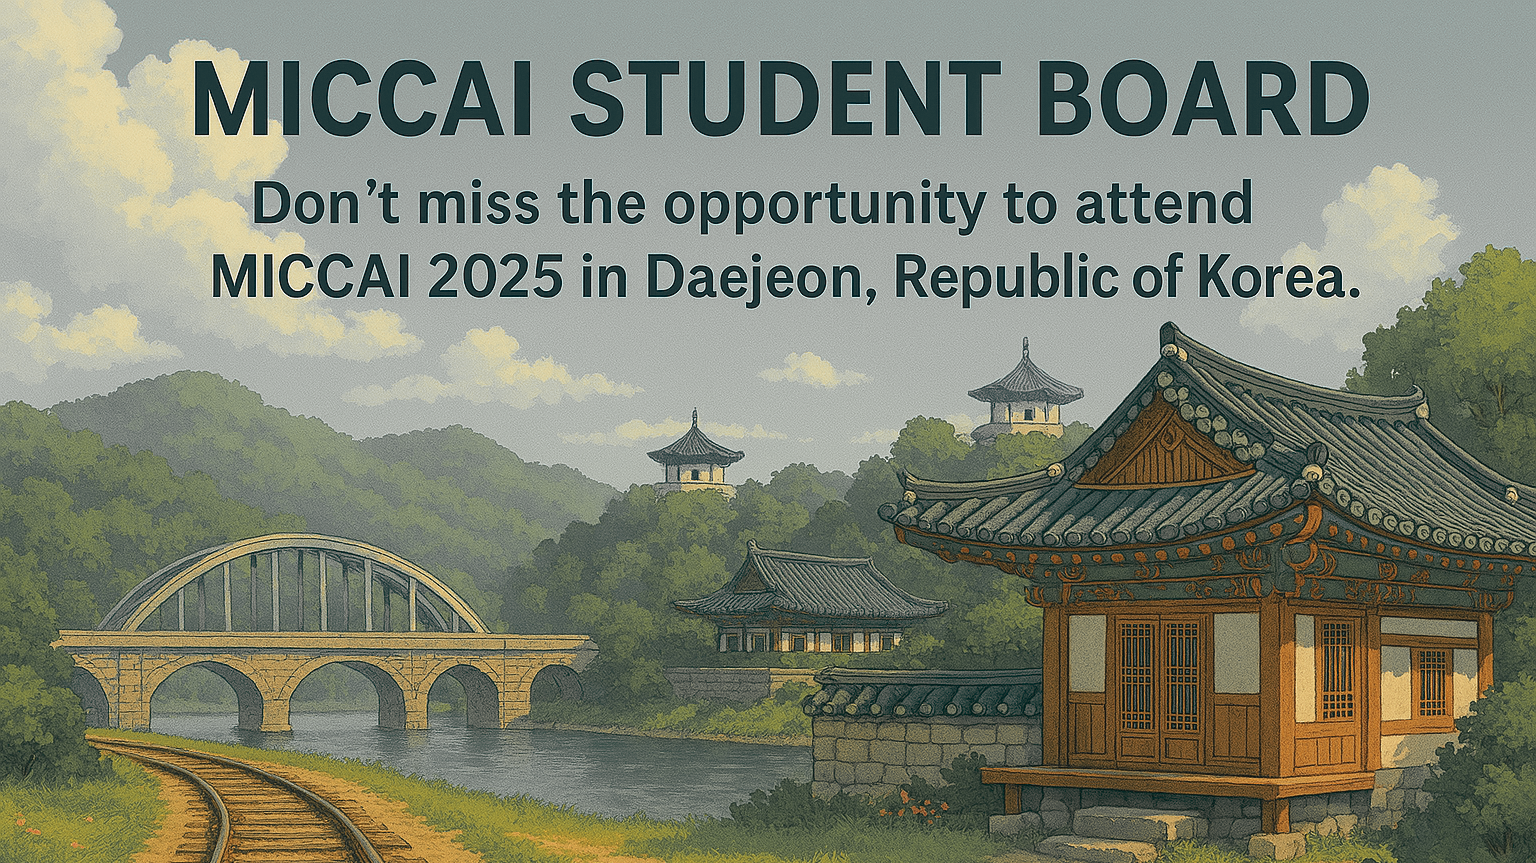 MICCAI STUDENT BOARD
Don’t miss the opportunity to attend
MICCAI 2025 in Daejeon, Republic of Korea.